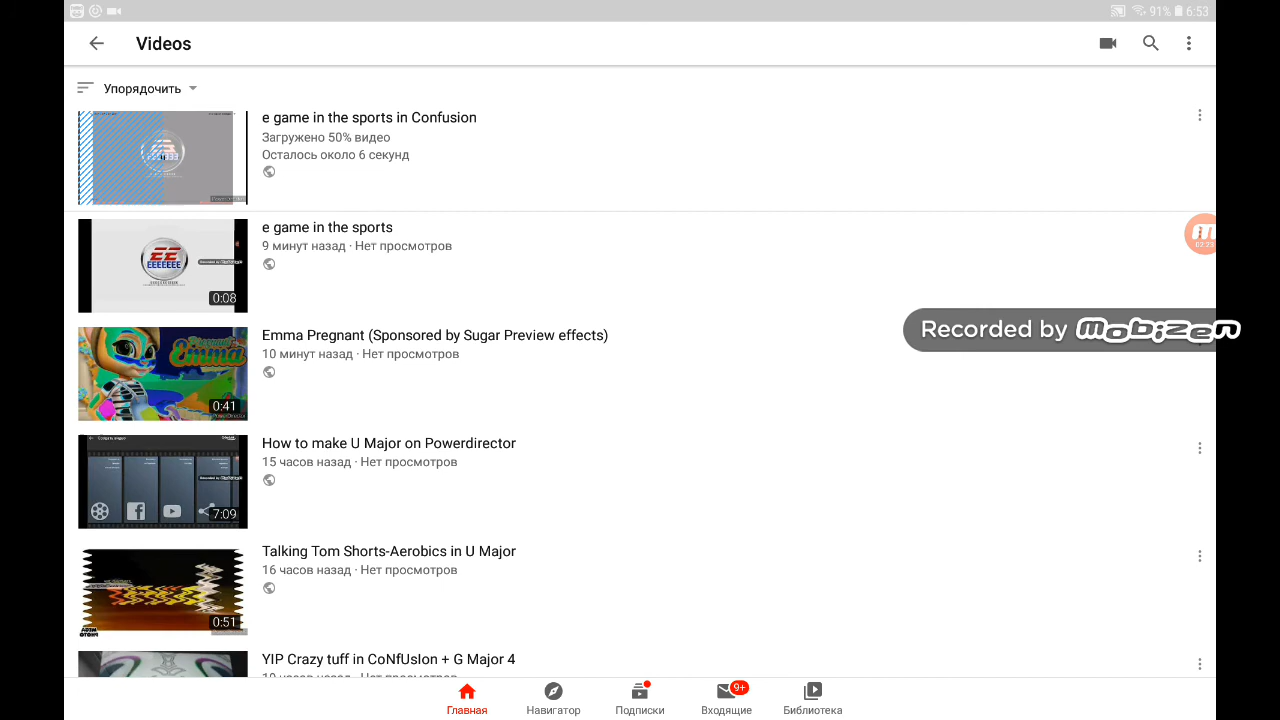 91% 6:53
Videos
Упорядочить
e game in the sports in Confusion
Загружено 50% видео
Осталось около 6 секунд
e game in the sports
9 минут назад · Нет просмотров
EEEEEEE
0:08
03:23
Recorded by mobizen
Emma Pregnant (Sponsored by Sugar Preview effects)
10 минут назад · Нет просмотров
Emma
0:41
How to make U Major on Powerdirector
15 часов назад · Нет просмотров
7:09
Talking Tom Shorts-Aerobics in U Major
16 часов назад · Нет просмотров
0:51
YIP Crazy tuff in CoNfUsIon + G Major 4
Главная
Навигатор
Подписки
9+
Входящие
Библиотека